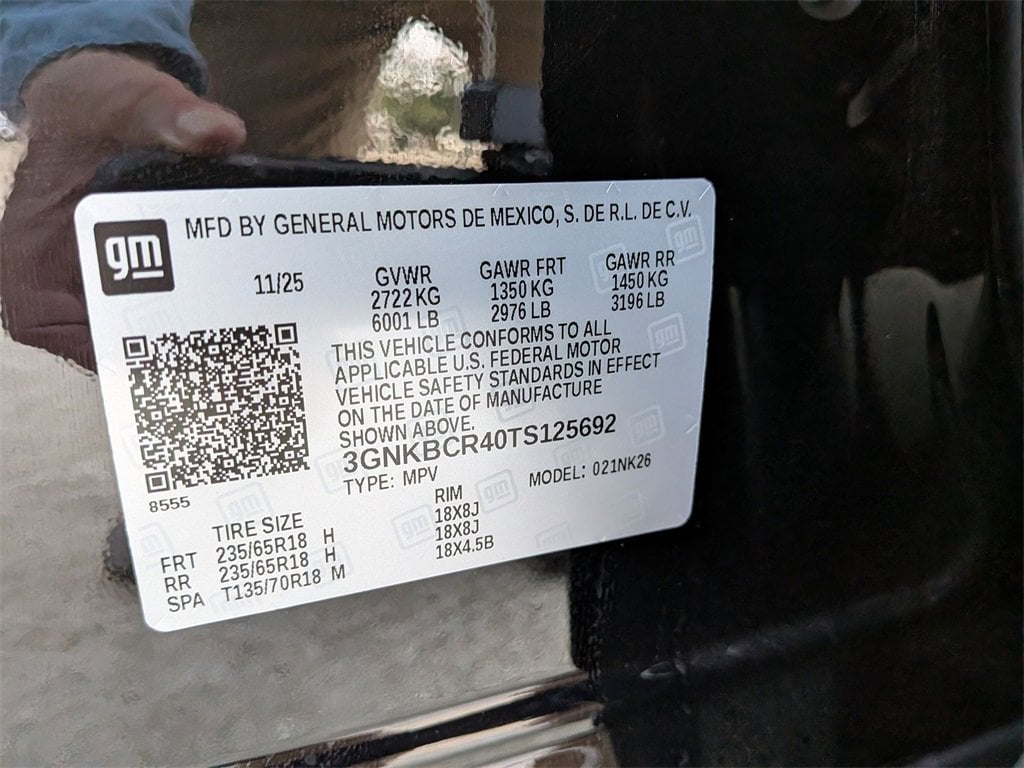 gm
MFD BY GENERAL MOTORS DE MEXICO, S. DE R.L. DE C.V.
11/25
GVWR
2722 KG
6001 LB
GAWR FRT
1350 KG
2976 LB
GAWR RR
1450 KG
3196 LB
THIS VEHICLE CONFORMS TO ALL
APPLICABLE U.S. FEDERAL MOTOR
VEHICLE SAFETY STANDARDS IN EFFECT
ON THE DATE OF MANUFACTURE
SHOWN ABOVE.
3GNKBCR40TS125692
TYPE: MPV MODEL: 021NK26
8555
TIRE SIZE RIM
FRT 235/65R18 H 18X8J
RR 235/65R18 H 18X8J
SPA T135/70R18 M 18X4.5B